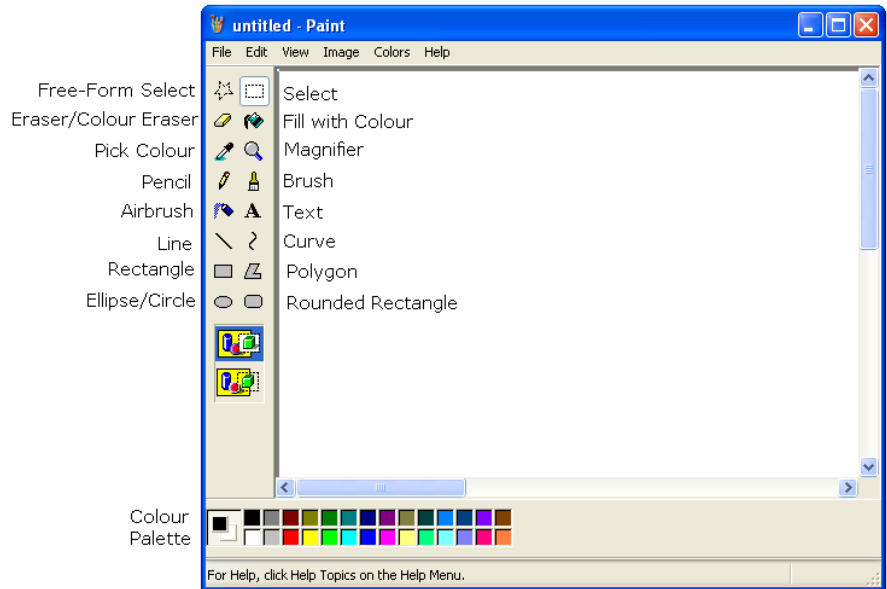 untitled - Paint
File Edit View Image Colors Help
Free-Form Select Select
Eraser/Colour Eraser Fill with Colour
Pick Colour Magnifier
Pencil Brush
Airbrush A Text
Line Curve
Rectangle Polygon
Ellipse/Circle Rounded Rectangle
Colour
Palette
For Help, click Help Topics on the Help Menu.